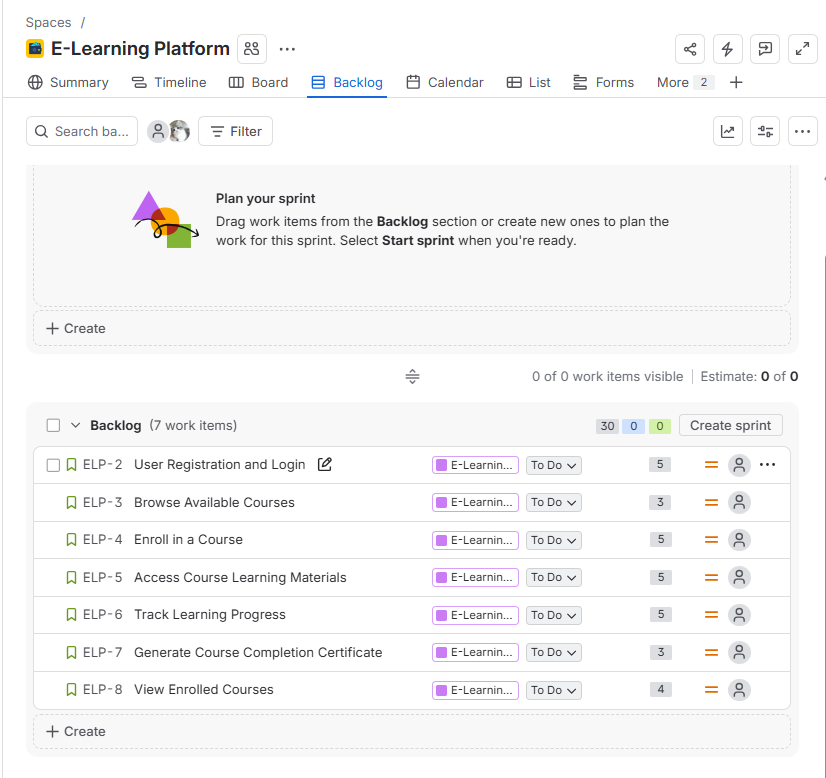 Spaces /
E-Learning Platform
Summary Timeline Board Backlog Calendar List Forms More 2
Search ba... Filter
Plan your sprint
Drag work items from the Backlog section or create new ones to plan the
work for this sprint. Select Start sprint when you're ready.
Create
0 of 0 work items visible Estimate: 0 of 0
Backlog (7 work items) 30 0 0 Create sprint
ELP-2 User Registration and Login E-Learnin... To Do 5
ELP-3 Browse Available Courses E-Learnin... To Do 3
ELP-4 Enroll in a Course E-Learnin... To Do 5
ELP-5 Access Course Learning Materials E-Learnin... To Do 5
ELP-6 Track Learning Progress E-Learnin... To Do 5
ELP-7 Generate Course Completion Certificate E-Learnin... To Do 3
ELP-8 View Enrolled Courses E-Learnin... To Do 4
Create